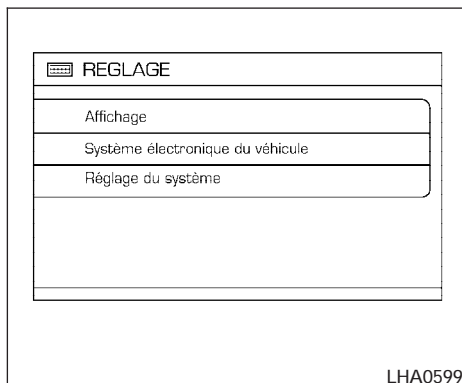 REGLAGE
Affichage
Système électronique du véhicule
Réglage du système
LHA0599